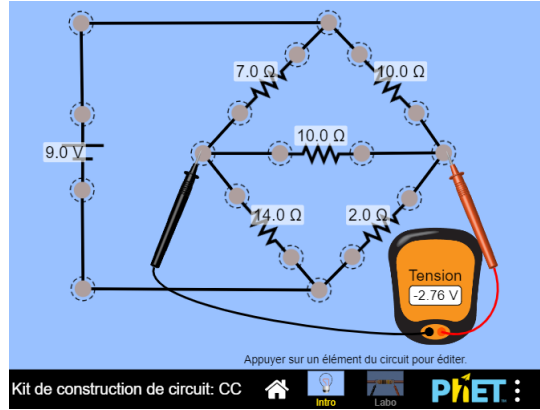 7.0 Ω
10.0 Ω
10.0 Ω
9.0 V
14.0 Ω
2.0 Ω
Tension
-2.76 V
Appuyer sur un élément du circuit pour éditer.
Kit de construction de circuit: CC
Intro
Labo
PhET